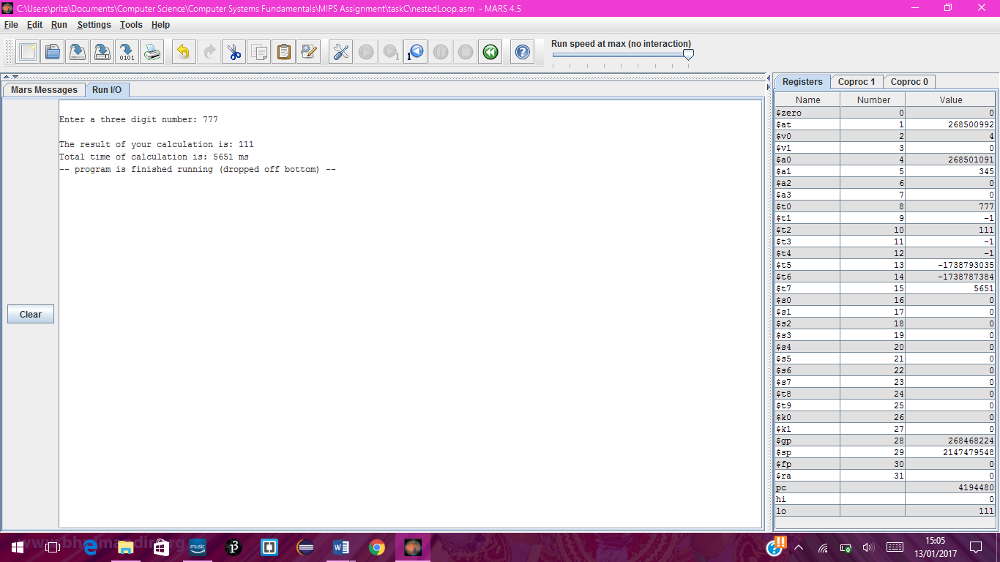 C:\Users\prita\Documents\Computer Science\Computer Systems Fundamentals\MIPS Assignment\taskC\nestedLoop.asm - MARS 4.5
File Edit Run Settings Tools Help
Run speed at max (no interaction)
Mars Messages Run I/O
Enter a three digit number: 777
The result of your calculation is: 111
Total time of calculation is: 5651 ms
-- program is finished running (dropped off bottom) --
Clear
Registers Coproc 1 Coproc 0
Name Number Value
$zero 0 0
$at 1 268500992
$v0 2 4
$v1 3 0
$a0 4 268501091
$a1 5 345
$a2 6 0
$a3 7 0
$t0 8 777
$t1 9 -1
$t2 10 111
$t3 11 -1
$t4 12 -1
$t5 13 -1738793035
$t6 14 -1738787384
$t7 15 5651
$s0 16 0
$s1 17 0
$s2 18 0
$s3 19 0
$s4 20 0
$s5 21 0
$s6 22 0
$s7 23 0
$t8 24 0
$t9 25 0
$k0 26 0
$k1 27 0
$gp 28 268468224
$sp 29 2147479548
$fp 30 0
$ra 31 0
pc 4194480
hi 0
lo 111
music
15:05
13/01/2017